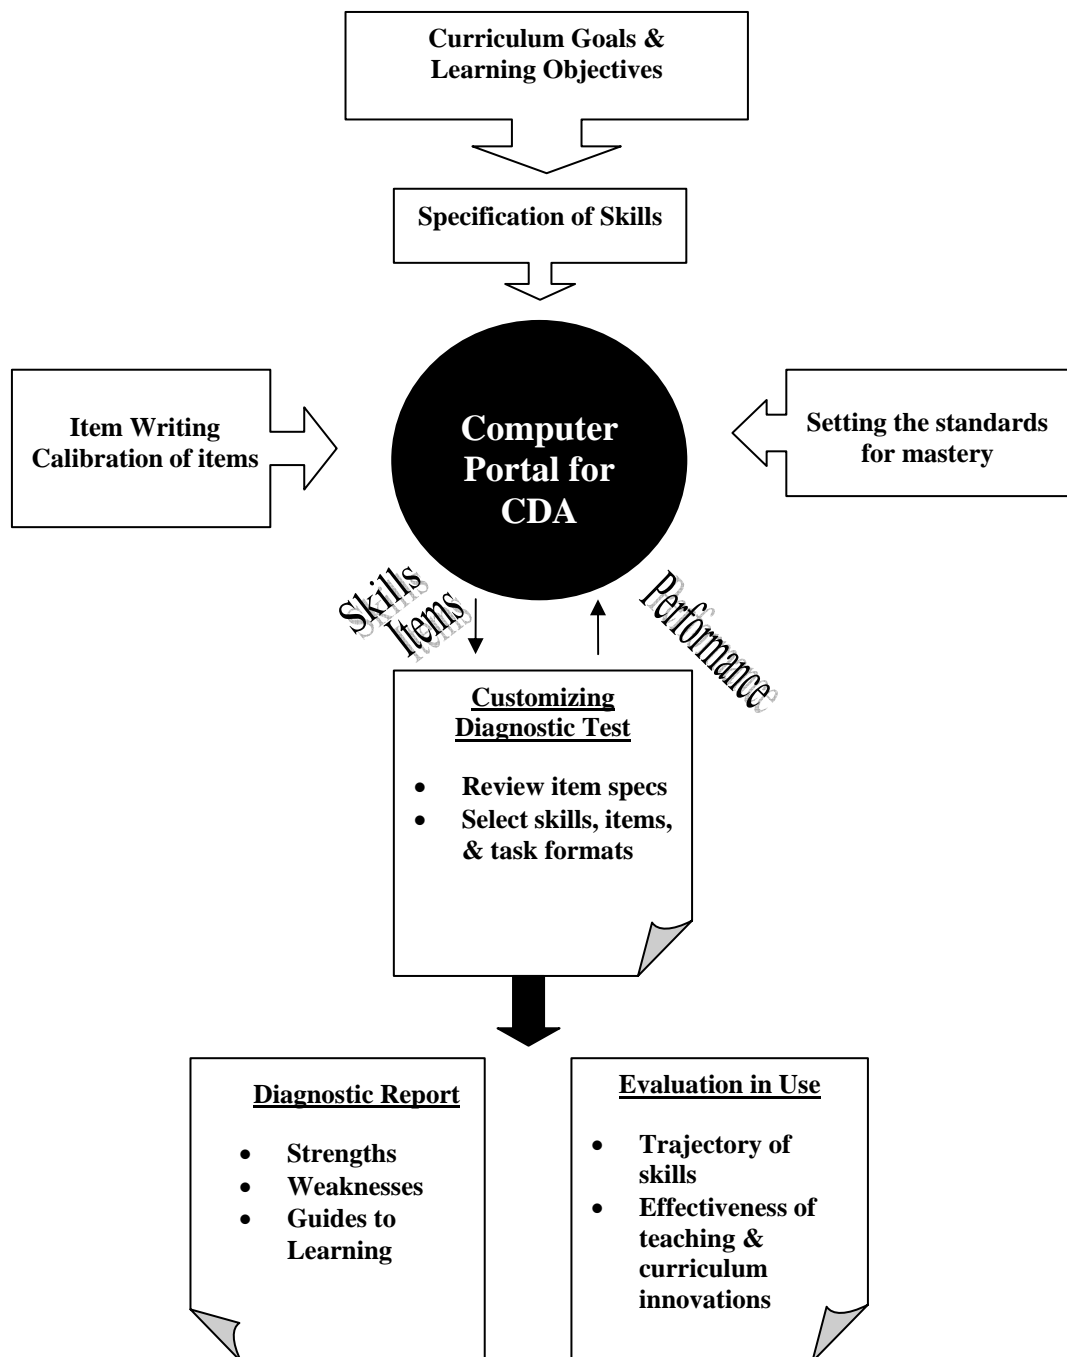 Curriculum Goals &
Learning Objectives
Specification of Skills
Item Writing
Calibration of items
Computer
Portal for
CDA
Setting the standards
for mastery
Skills
Items
Performance
Customizing
Diagnostic Test
• Review item specs
• Select skills, items,
& task formats
Diagnostic Report
• Strengths
• Weaknesses
• Guides to
Learning
Evaluation in Use
• Trajectory of
skills
• Effectiveness of
teaching &
curriculum
innovations